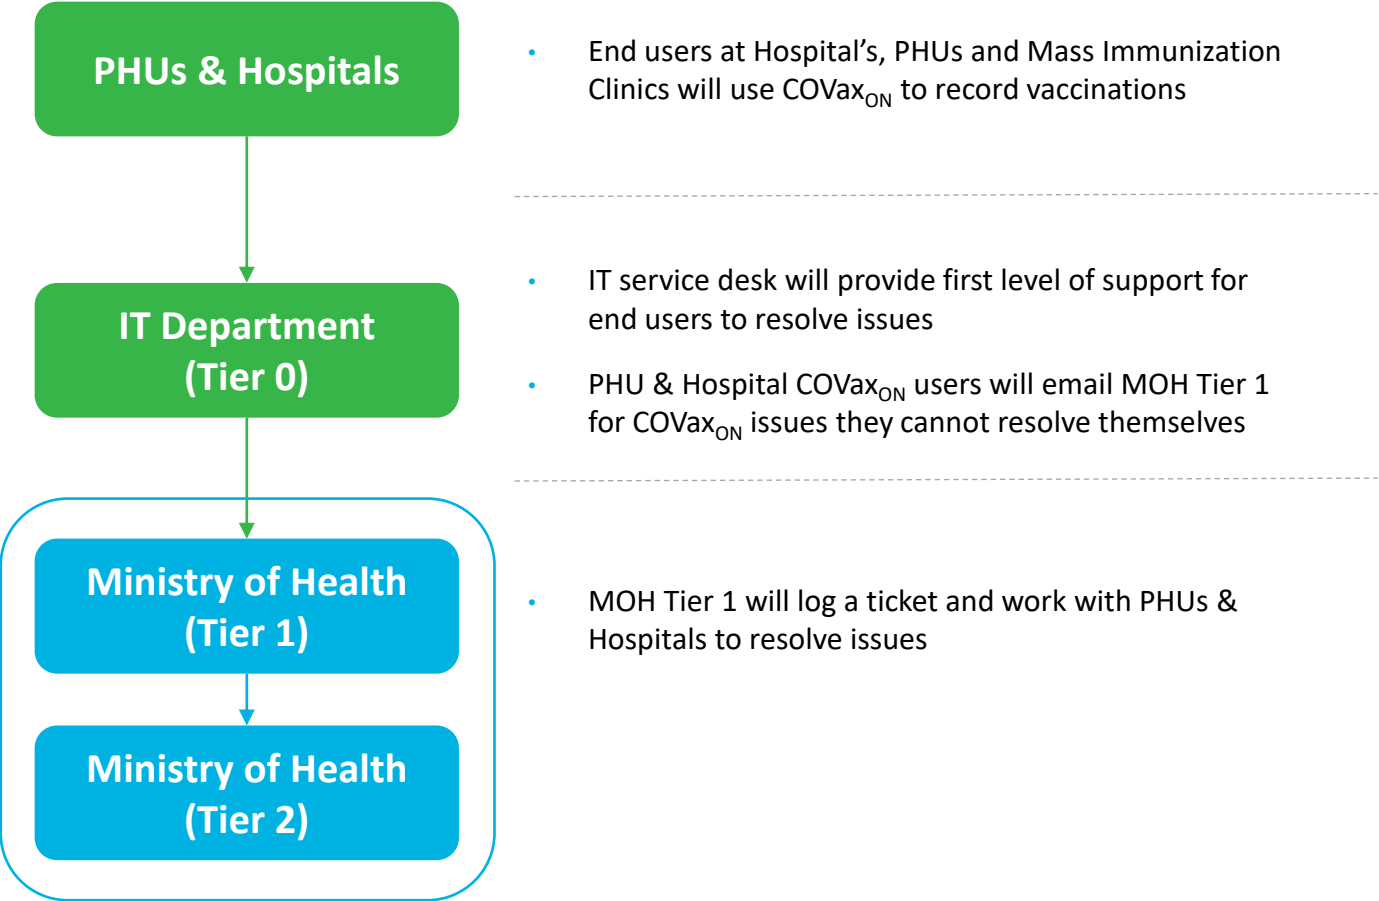 PHUs & Hospitals
• End users at Hospital’s, PHUs and Mass Immunization
Clinics will use COVaxON to record vaccinations
IT Department
(Tier 0)
• IT service desk will provide first level of support for
end users to resolve issues
• PHU & Hospital COVaxON users will email MOH Tier 1
for COVaxON issues they cannot resolve themselves
Ministry of Health
(Tier 1)
• MOH Tier 1 will log a ticket and work with PHUs &
Hospitals to resolve issues
Ministry of Health
(Tier 2)